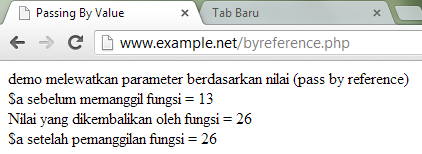 Passing By Value
Tab Baru
www.example.net/byreference.php
demo melewatkan parameter berdasarkan nilai (pass by reference)
$a sebelum memanggil fungsi = 13
Nilai yang dikembalikan oleh fungsi = 26
$a setelah pemanggilan fungsi = 26